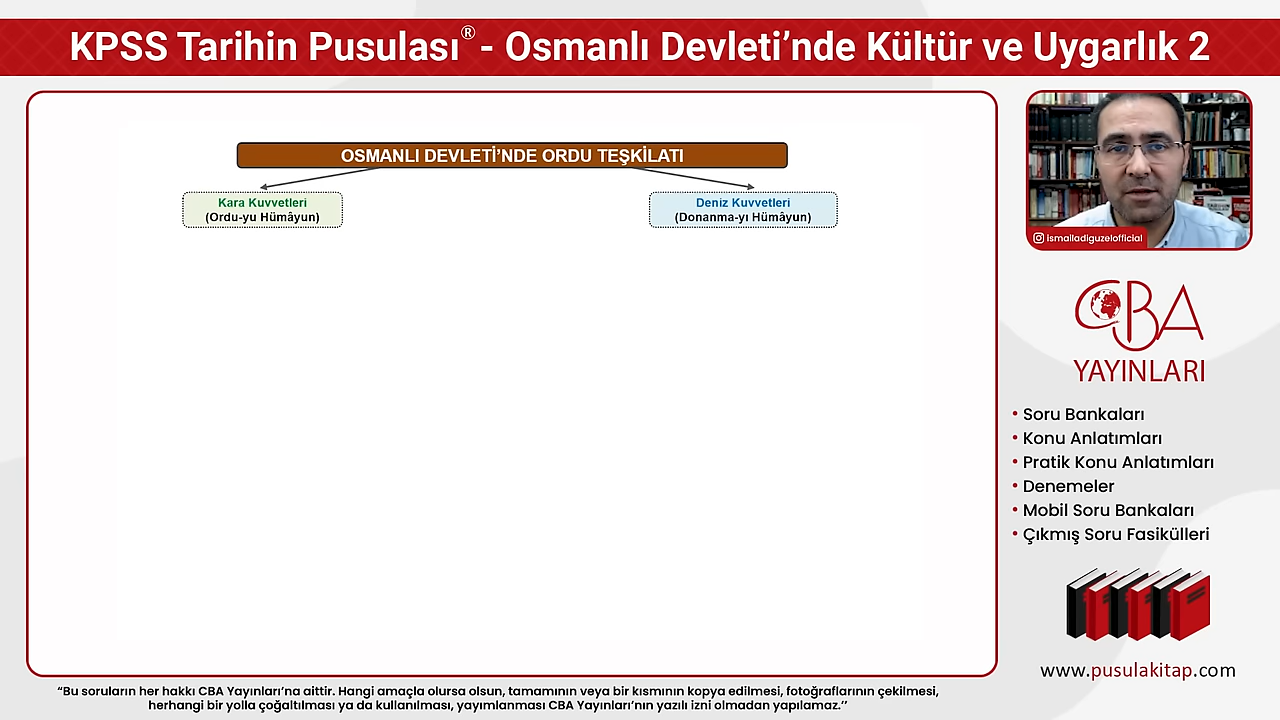 KPSS Tarihin Pusulası® - Osmanlı Devleti’nde Kültür ve Uygarlık 2
OSMANLI DEVLETİ’NDE ORDU TEŞKİLATI
Kara Kuvvetleri
(Ordu-yu Hümâyun)
Deniz Kuvvetleri
(Donanma-yı Hümâyun)
ismailadiguzelofficial
CBA
YAYINLARI
• Soru Bankaları
• Konu Anlatımları
• Pratik Konu Anlatımları
• Denemeler
• Mobil Soru Bankaları
• Çıkmış Soru Fasikülleri
www.pusulakitap.com
“Bu soruların her hakkı CBA Yayınları’na aittir. Hangi amaçla olursa olsun, tamamının veya bir kısmının kopya edilmesi, fotoğraflarının çekilmesi,
herhangi bir yolla çoğaltılması ya da kullanılması, yayımlanması CBA Yayınları’nın yazılı izni olmadan yapılamaz.’’